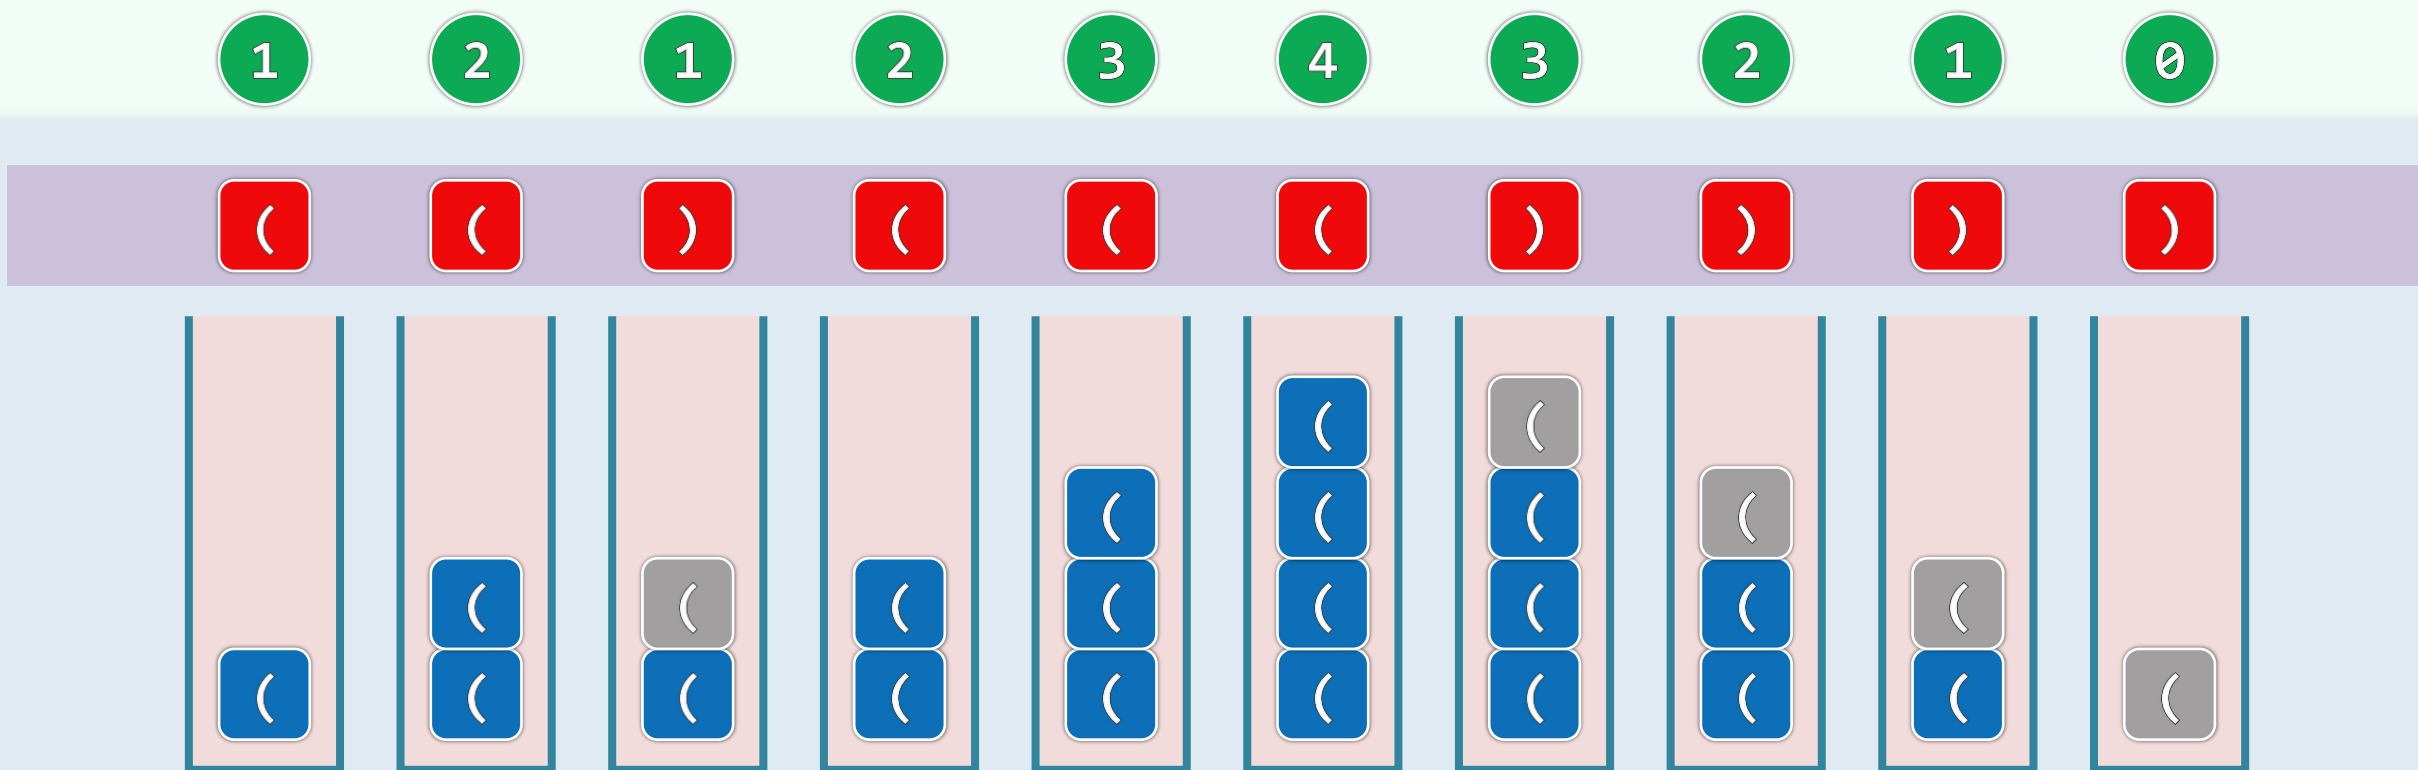 1 2 1 2 3 4 3 2 1 0
( ( ) ( ( ( ) ) ) )
( (
( ( ( (
( ( ( ( ( ( (
( ( ( ( ( ( ( ( ( (